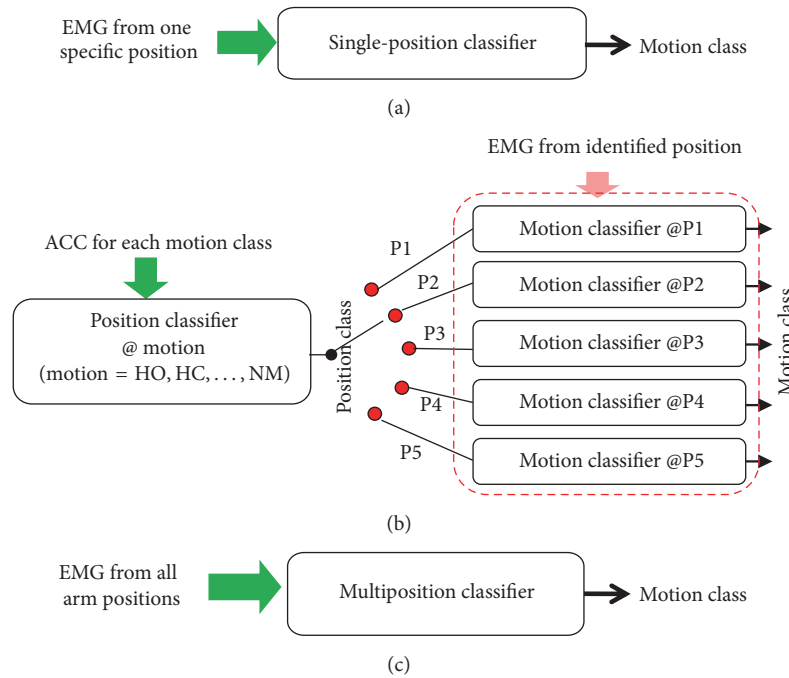 EMG from one
specific position
Single-position classifier
Motion class
(a)
EMG from identified position
ACC for each motion class
Position classifier
@ motion
(motion = HO, HC, . . . , NM)
Position class
P1
P2
P3
P4
P5
Motion classifier @P1
Motion classifier @P2
Motion classifier @P3
Motion classifier @P4
Motion classifier @P5
Motion class
(b)
EMG from all
arm positions
Multiposition classifier
Motion class
(c)